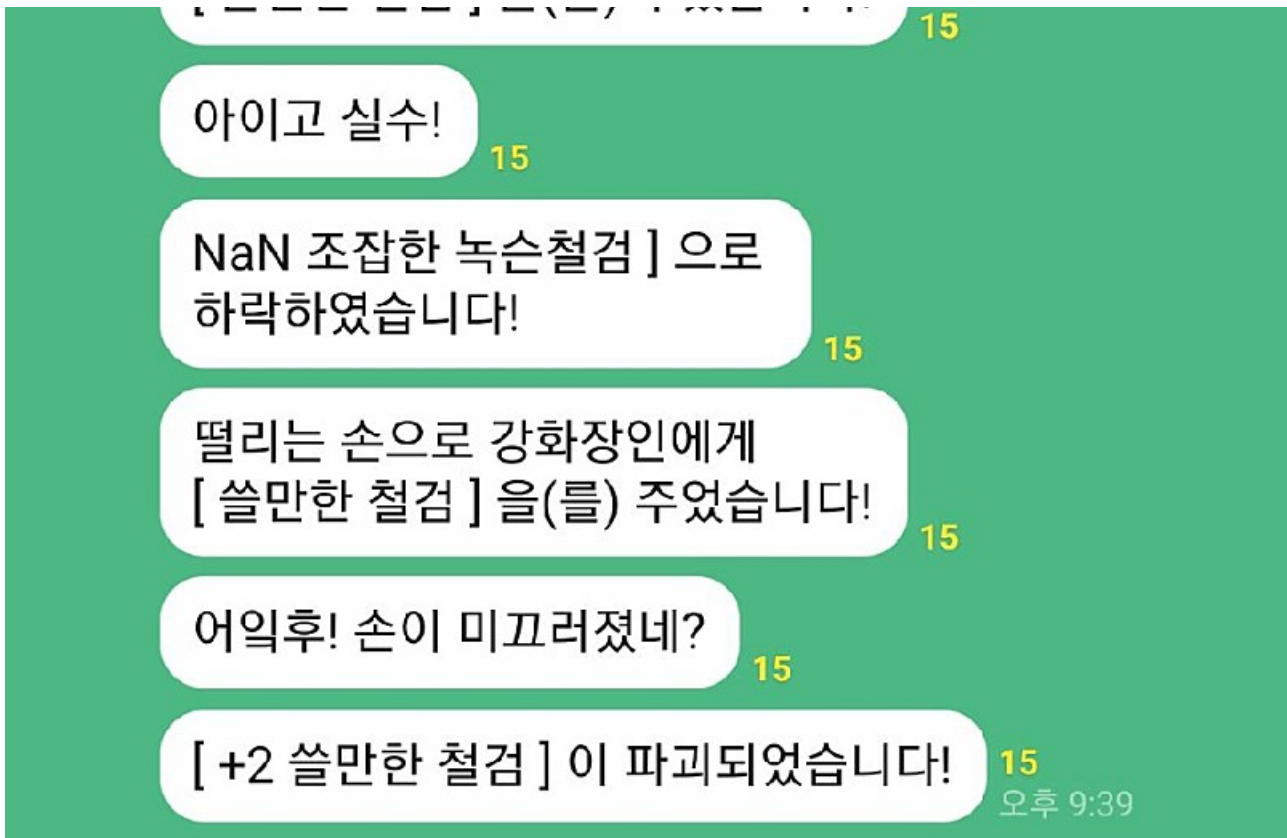 15
아이고 실수!
15
NaN 조잡한 녹슨철검 ] 으로
하락하였습니다!
15
떨리는 손으로 강화장인에게
[ 쓸만한 철검 ] 을(를) 주었습니다!
15
어잌후! 손이 미끄러졌네?
15
[ +2 쓸만한 철검 ] 이 파괴되었습니다!
15
오후 9:39